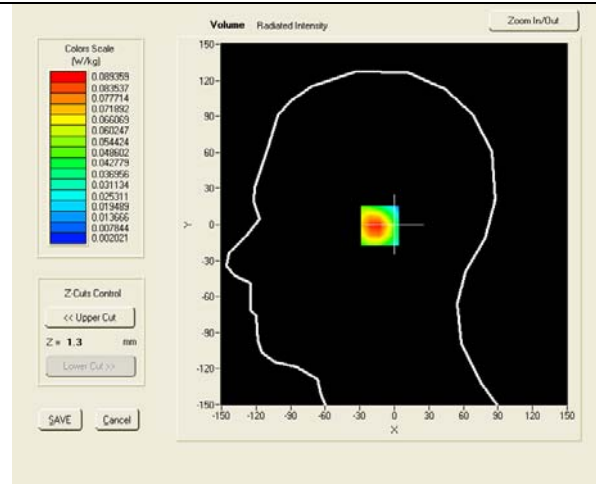 Volume Radiated Intensity
Zoom In/Out
Colors Scale
(W/kg)
0.089359
0.083537
0.077714
0.071892
0.066069
0.060247
0.054424
0.048602
0.042779
0.036956
0.031134
0.025311
0.019489
0.013666
0.007844
0.002021
Z-Cuts Control
<< Upper Cut
Z = 1.3 mm
Lower Cut >>
SAVE Cancel
150
120
90
60
30
0
-30
-60
-90
-120
-150
Y
-150 -120 -90 -60 -30 0 30 60 90 120 150
X